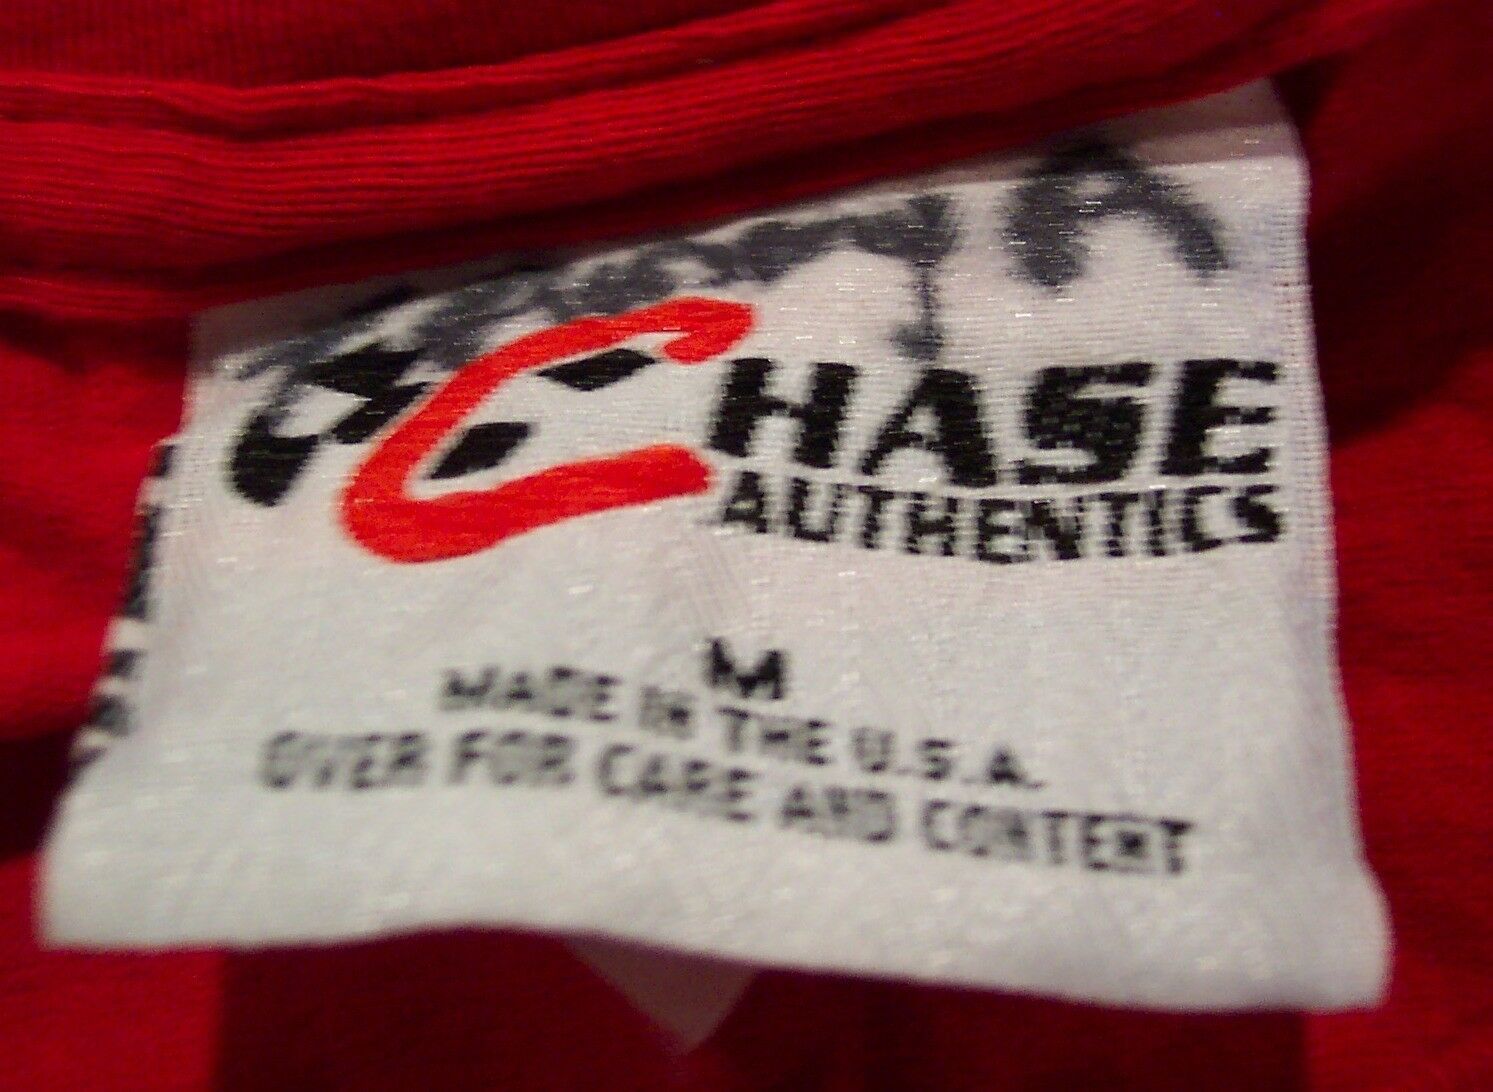 CHASE
AUTHENTICS
M
MADE IN THE U.S.A.
OVER FOR CARE AND CONTENT